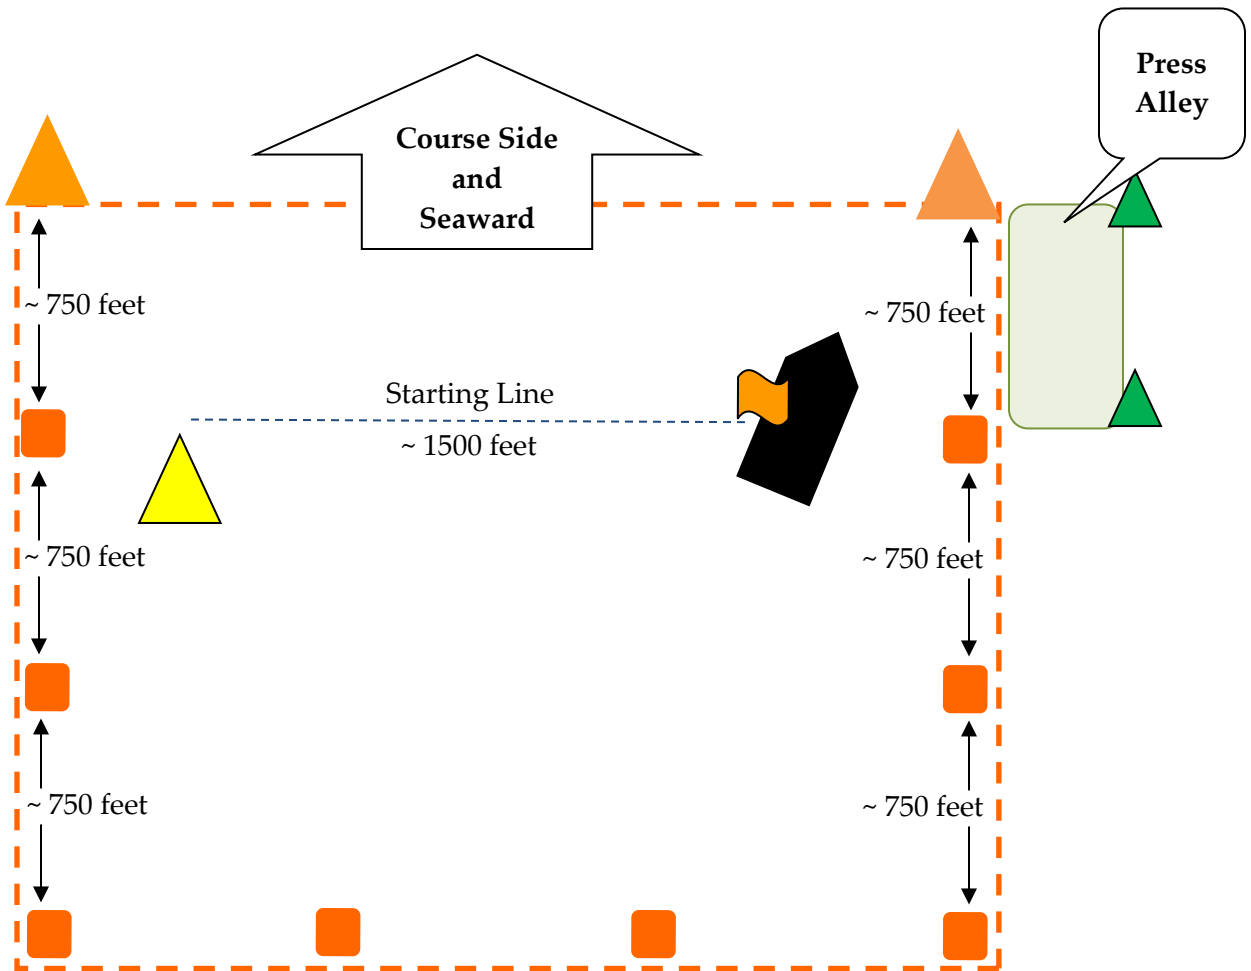 Press
Alley
Course Side
and
Seaward
~ 750 feet
~ 750 feet
Starting Line
~ 1500 feet
~ 750 feet
~ 750 feet
~ 750 feet
~ 750 feet